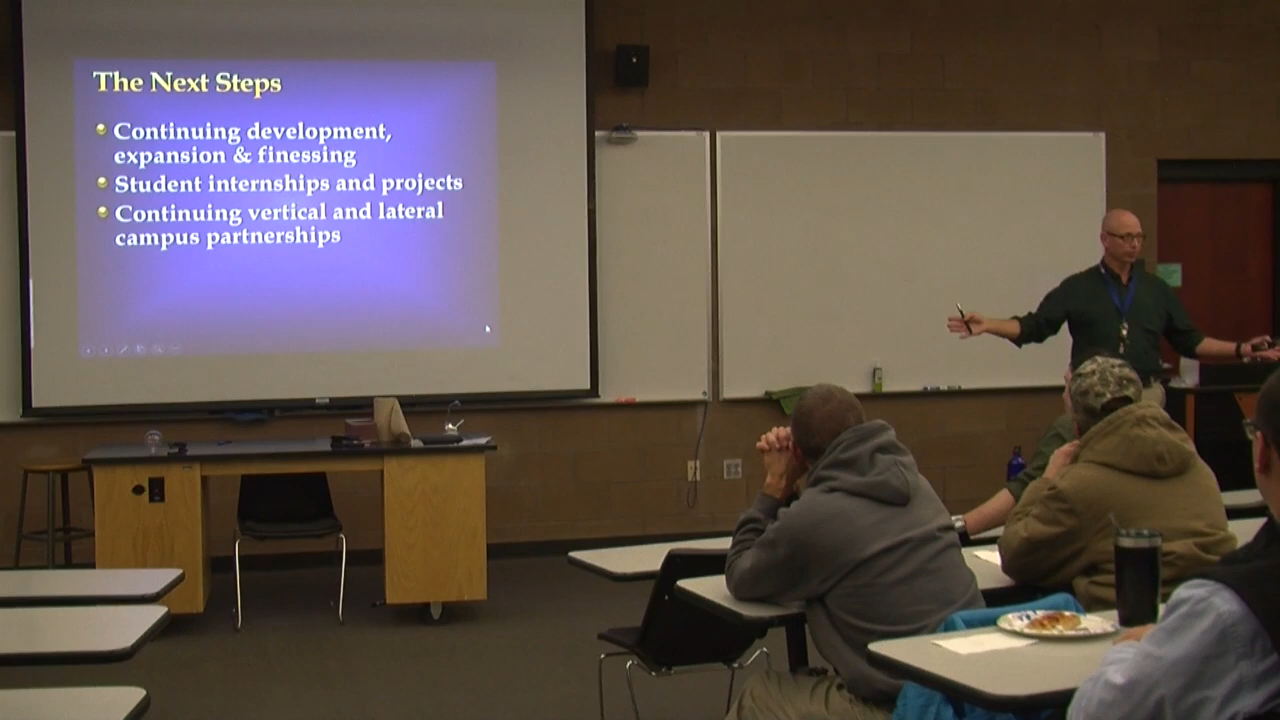 The Next Steps
Continuing development,
expansion & finessing
Student internships and projects
Continuing vertical and lateral
campus partnerships